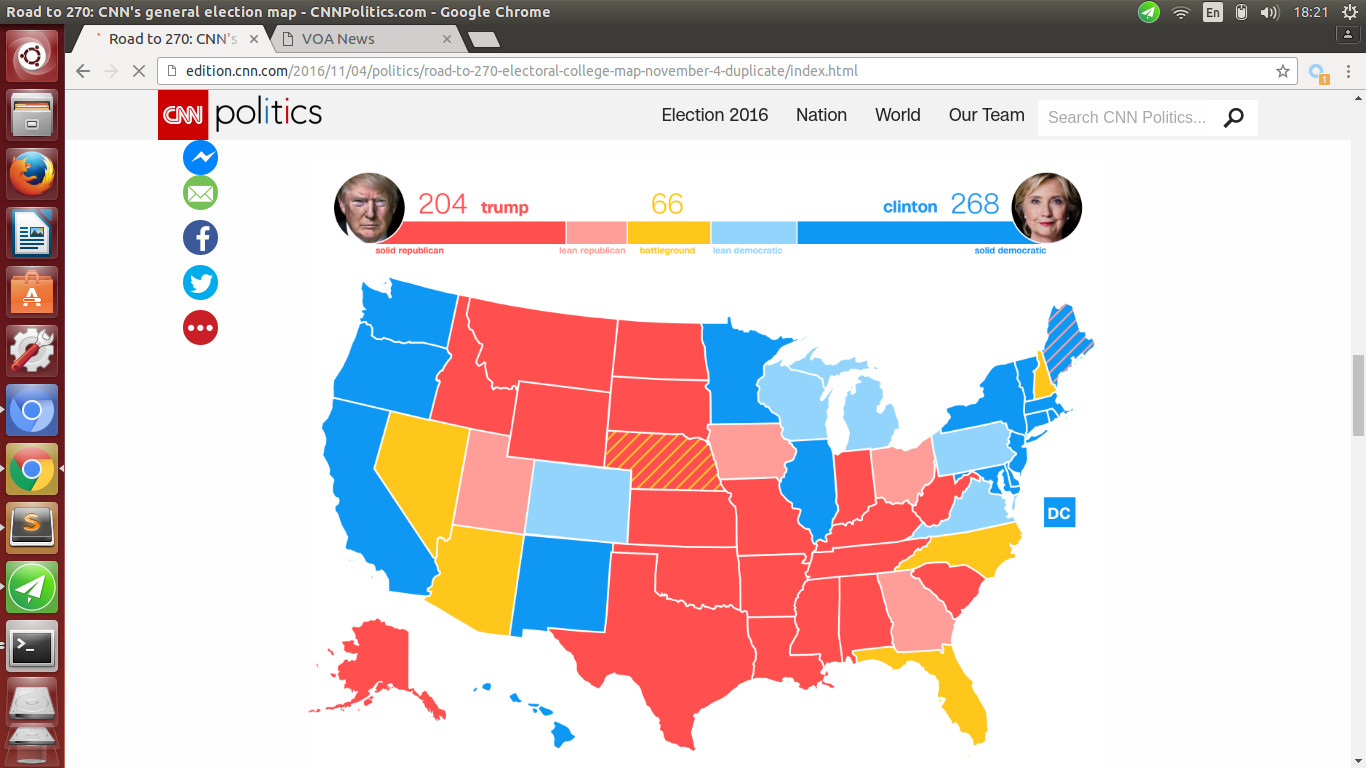 Road to 270: CNN's general election map - CNNPolitics.com - Google Chrome
En
18:21
Road to 270: CNN's
VOA News
edition.cnn.com/2016/11/04/politics/road-to-270-electoral-college-map-november-4-duplicate/index.html
1
CNN politics
Election 2016
Nation
World
Our Team
Search CNN Politics...
204 trump
66
clinton 268
solid republican
lean republican
battleground
lean democratic
solid democratic
DC